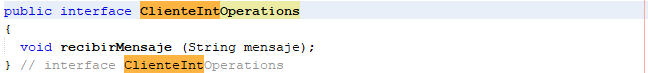 public interface ClienteIntOperations
{
void recibirMensaje (String mensaje);
} // interface ClienteIntOperations